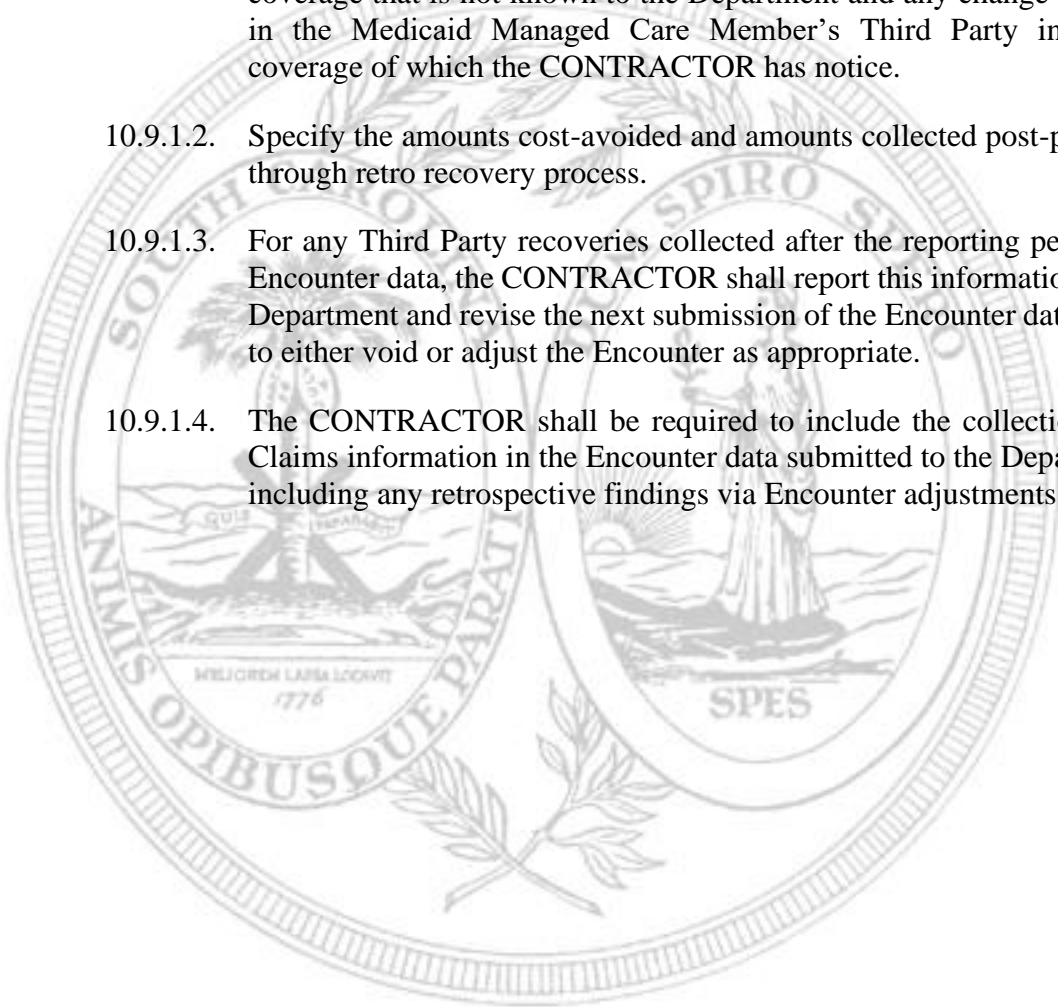 coverage that is not known to the Department and any change
in the Medicaid Managed Care Member's Third Party in
coverage of which the CONTRACTOR has notice.
10.9.1.2. Specify the amounts cost-avoided and amounts collected post-p
through retro recovery process.
10.9.1.3. For any Third Party recoveries collected after the reporting pe
Encounter data, the CONTRACTOR shall report this informatio
Department and revise the next submission of the Encounter dat
to either void or adjust the Encounter as appropriate.
10.9.1.4. The CONTRACTOR shall be required to include the collecti
Claims information in the Encounter data submitted to the Depa
including any retrospective findings via Encounter adjustments
SOUTH
SPIRO SP
QUI
ANIMIS OPIBUSQUE PARATI
MELIOREM LAPSA LOCAVIT
1776
SPES